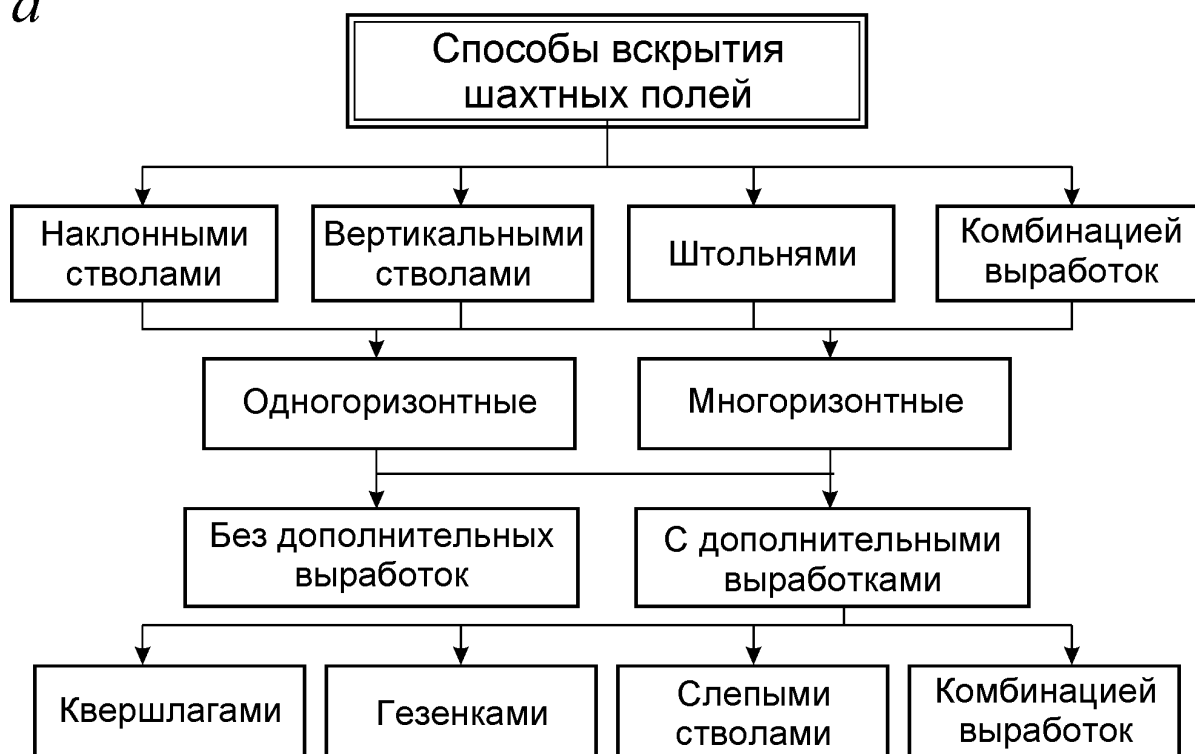 а
Способы вскрытия
шахтных полей
Наклонными
стволами
Вертикальными
стволами
Штольнями
Комбинацией
выработок
Одногоризонтные
Многоризонтные
Без дополнительных
выработок
С дополнительными
выработками
Квершлагами
Гезенками
Слепыми
стволами
Комбинацией
выработок